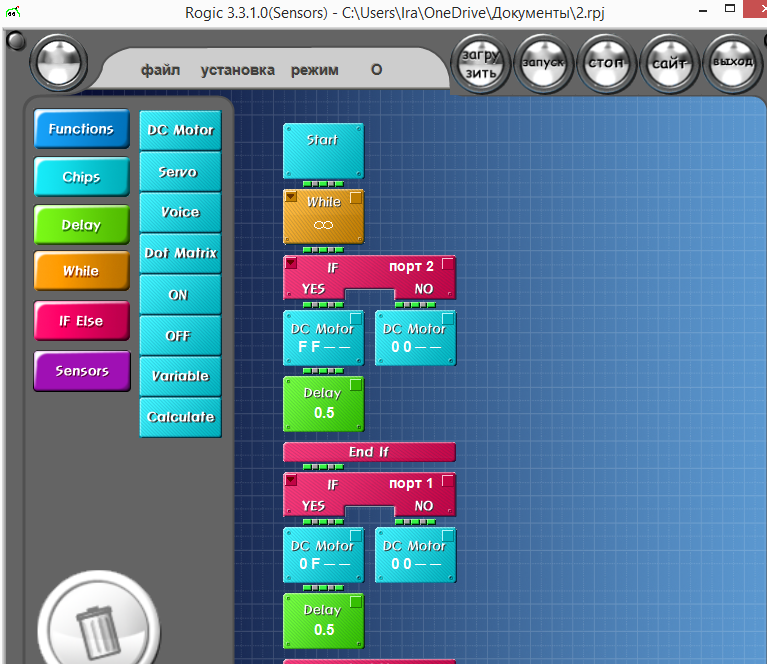 Rogic 3.3.1.0(Sensors) - C:\Users\Ira\OneDrive\Документы\2.rpj
файл установка режим О
загру
зить
запуск
стоп
сайт
выход
Functions
Chips
Delay
While
IF Else
Sensors
DC Motor
Servo
Voice
Dot Matrix
ON
OFF
Variable
Calculate
Start
While
∞
IF порт 2
YES NO
DC Motor DC Motor
F F – – 0 0 – –
Delay
0.5
End If
IF порт 1
YES NO
DC Motor DC Motor
0 F – – 0 0 – –
Delay
0.5